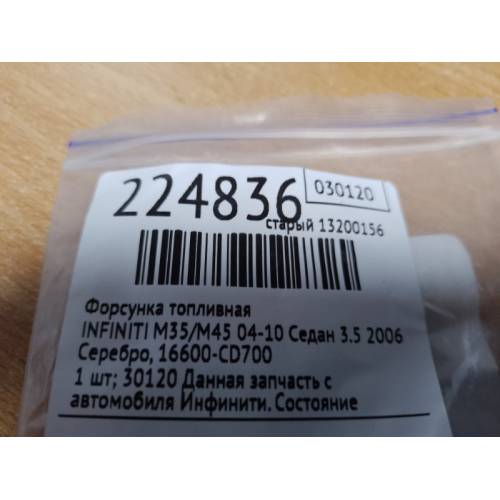 224836
030120
старый 13200156
Форсунка топливная
INFINITI M35/M45 04-10 Седан 3.5 2006
Серебро, 16600-CD700
1 шт; 30120 Данная запчасть с
автомобиля Инфинити. Состояние